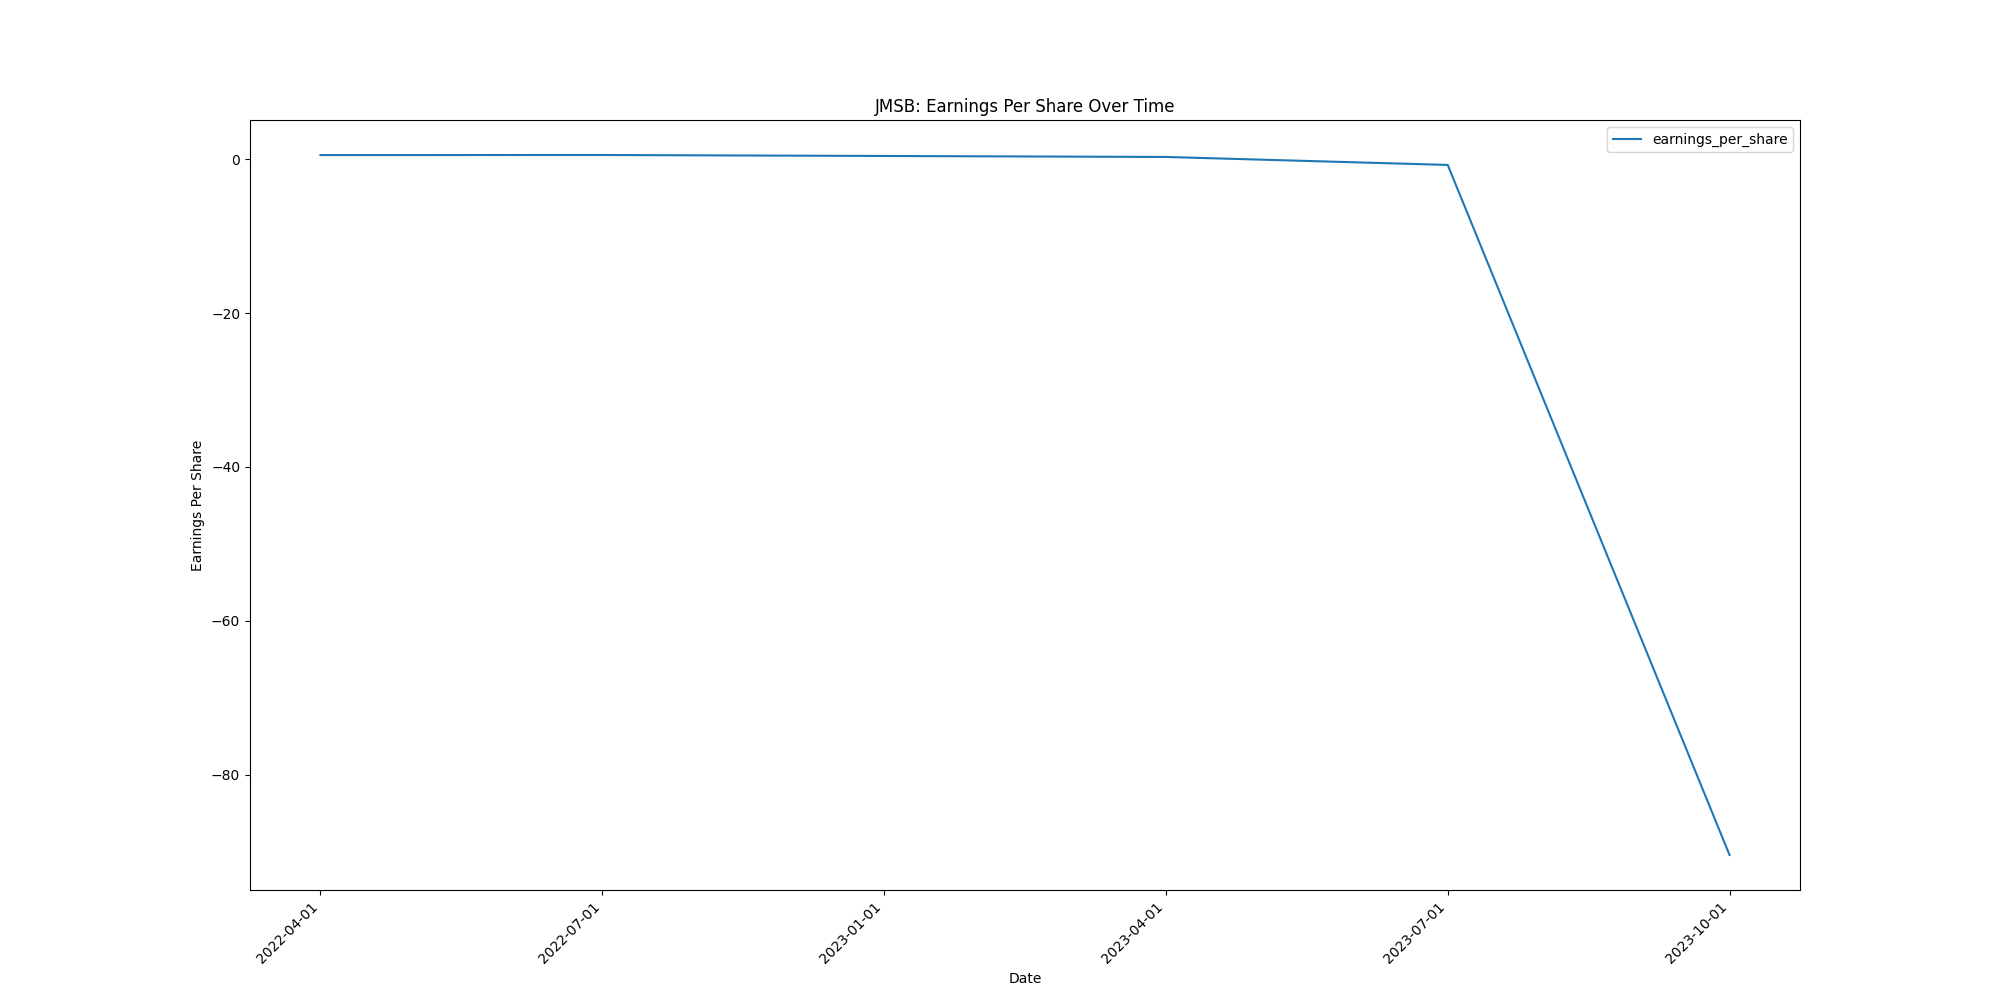 JMSB: Earnings Per Share Over Time
earnings_per_share
0
−20
−40
−60
−80
Earnings Per Share
2022-04-01
2022-07-01
2023-01-01
2023-04-01
2023-07-01
2023-10-01
Date